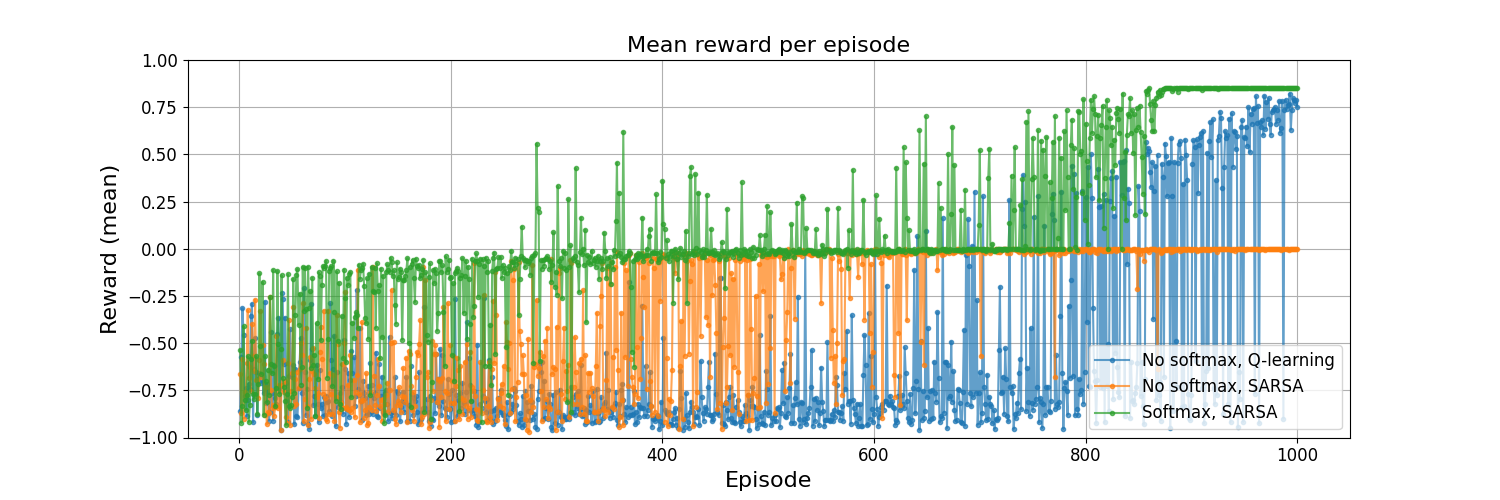 Mean reward per episode
Reward (mean)
1.00
0.75
0.50
0.25
0.00
−0.25
−0.50
−0.75
−1.00
No softmax, Q-learning
No softmax, SARSA
Softmax, SARSA
0 200 400 600 800 1000
Episode